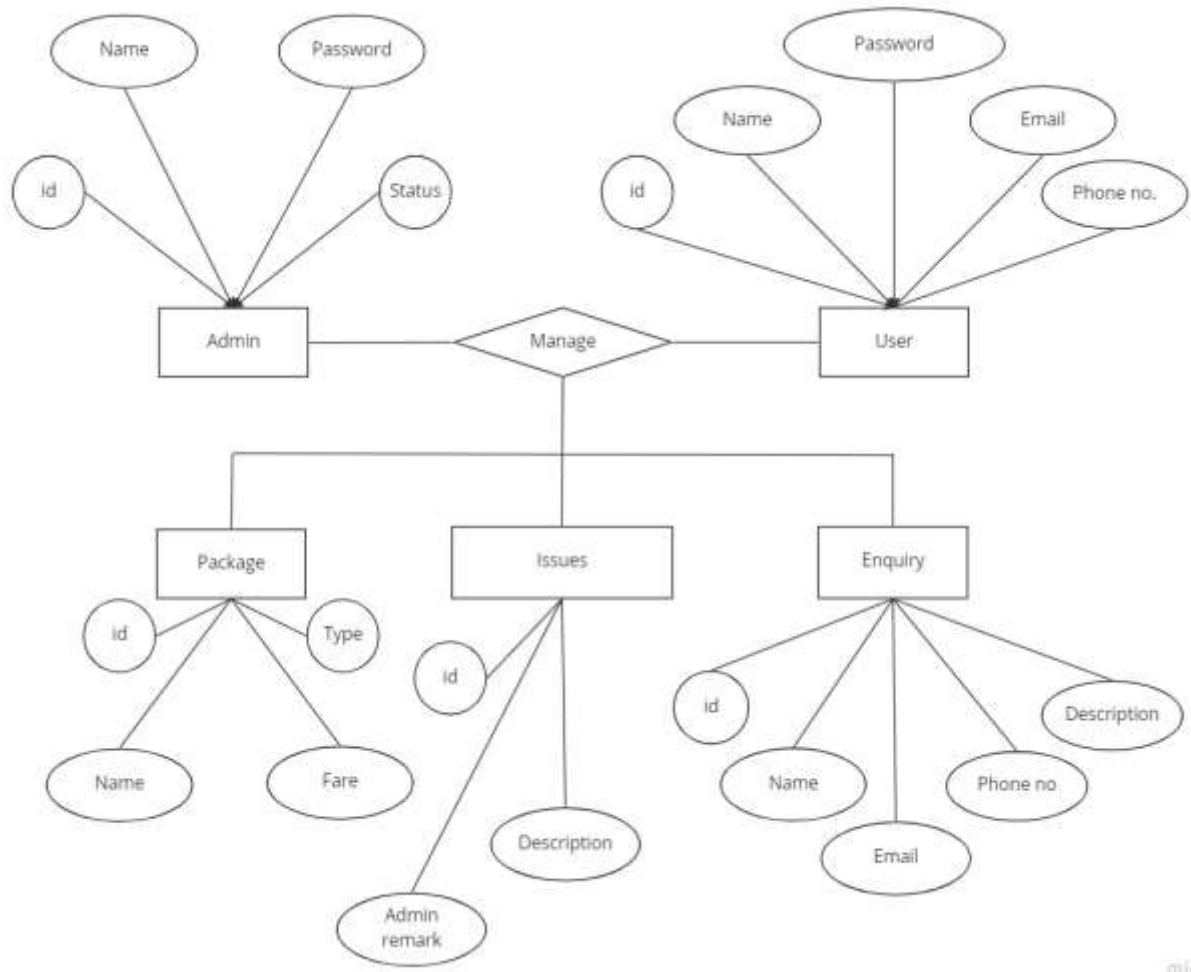 Name
Password
id
Status
Password
Name
Email
id
Phone no.
Admin
Manage
User
Package
Issues
Enquiry
id
Type
Name
Fare
id
Description
Admin
remark
id
Description
Name
Phone no
Email
mi